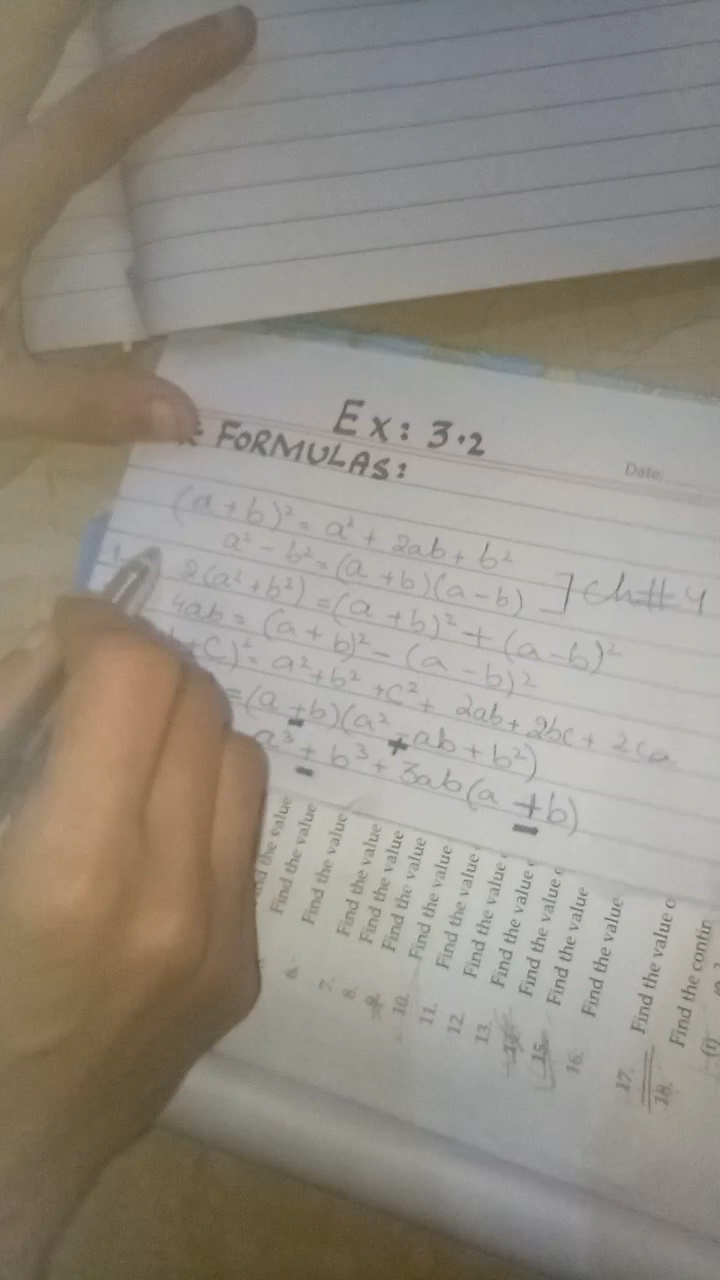 Ex: 3.2
FORMULAS:
Date:
(a+b)² = a² + 2ab + b²
a² - b² = (a+b)(a-b) ] Ch# 4
2(a²+b²) = (a+b)² + (a-b)²
4ab = (a+b)² - (a-b)²
+C)² = a²+b²+c²+ 2ab+2bc+2ca
=(a±b)(a²∓ab+b²)
a³ ± b³ + 3ab(a±b)
Find the value
6. Find the value
7. Find the value
8. Find the value
9. Find the value
10. Find the value
11. Find the value
12. Find the value
13. Find the value
14. Find the value
15. Find the value
16. Find the value
Find the value
17. Find the value o
18. Find the contin
(i)